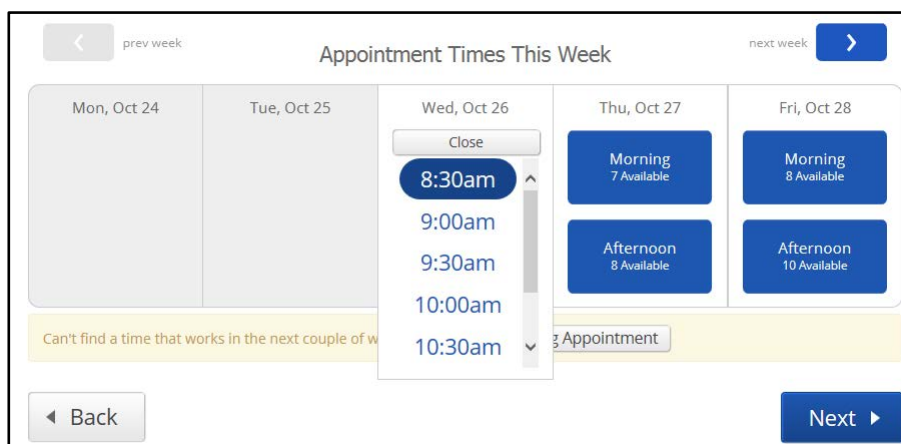 prev week
Appointment Times This Week
next week
Mon, Oct 24
Tue, Oct 25
Wed, Oct 26
Thu, Oct 27
Fri, Oct 28
Close
8:30am
9:00am
9:30am
10:00am
10:30am
Morning
7 Available
Afternoon
8 Available
Morning
8 Available
Afternoon
10 Available
Can't find a time that works in the next couple of
Appointment
Back
Next